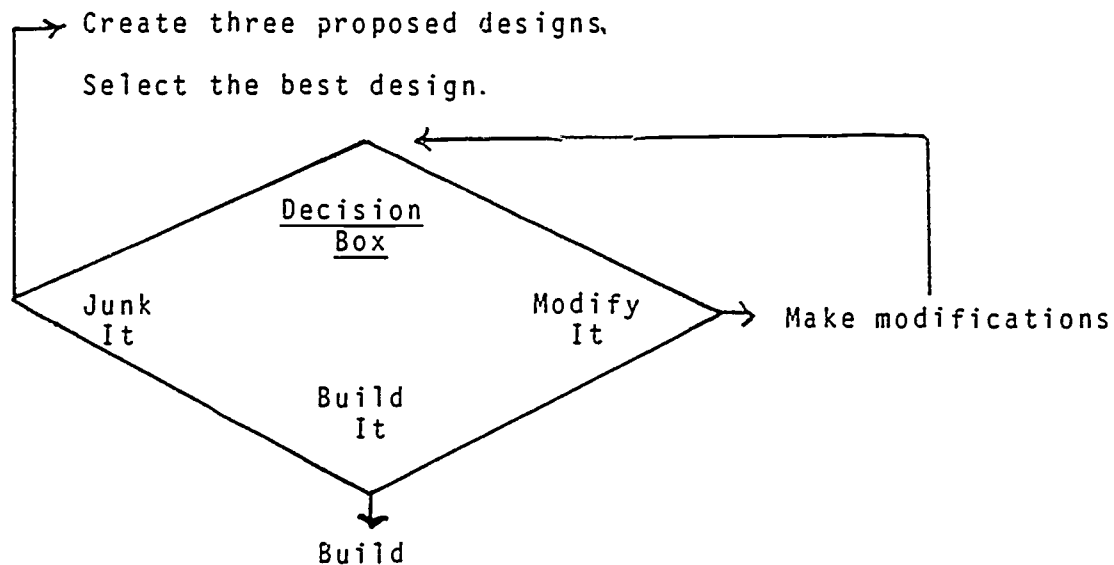 Create three proposed designs.
Select the best design.
Decision
Box
Junk
It
Modify
It
Make modifications
Build
It
Build